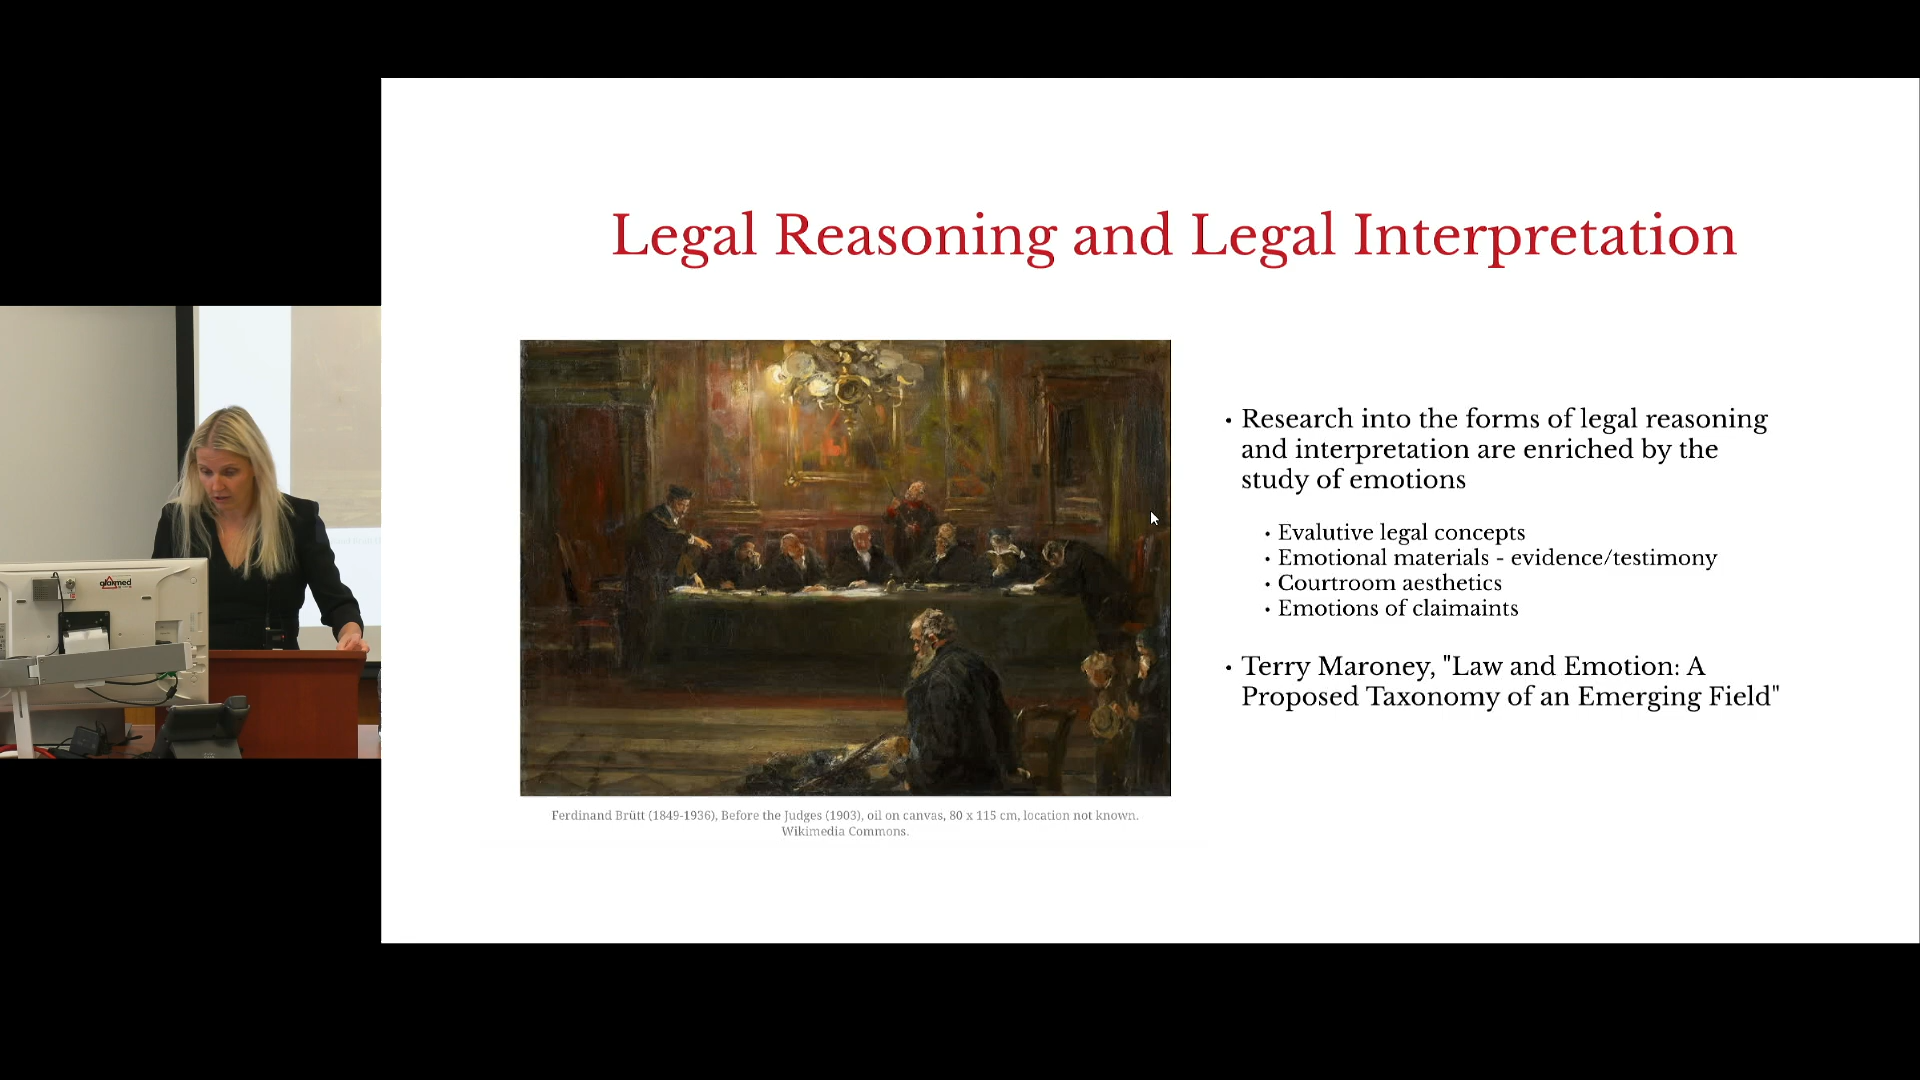 Legal Reasoning and Legal Interpretation
• Research into the forms of legal reasoning
and interpretation are enriched by the
study of emotions
• Evalutive legal concepts
• Emotional materials - evidence/testimony
• Courtroom aesthetics
• Emotions of claimaints
• Terry Maroney, "Law and Emotion: A
Proposed Taxonomy of an Emerging Field"
Ferdinand Brütt (1849-1936), Before the Judges (1903), oil on canvas, 80 x 115 cm, location not known.
Wikimedia Commons.